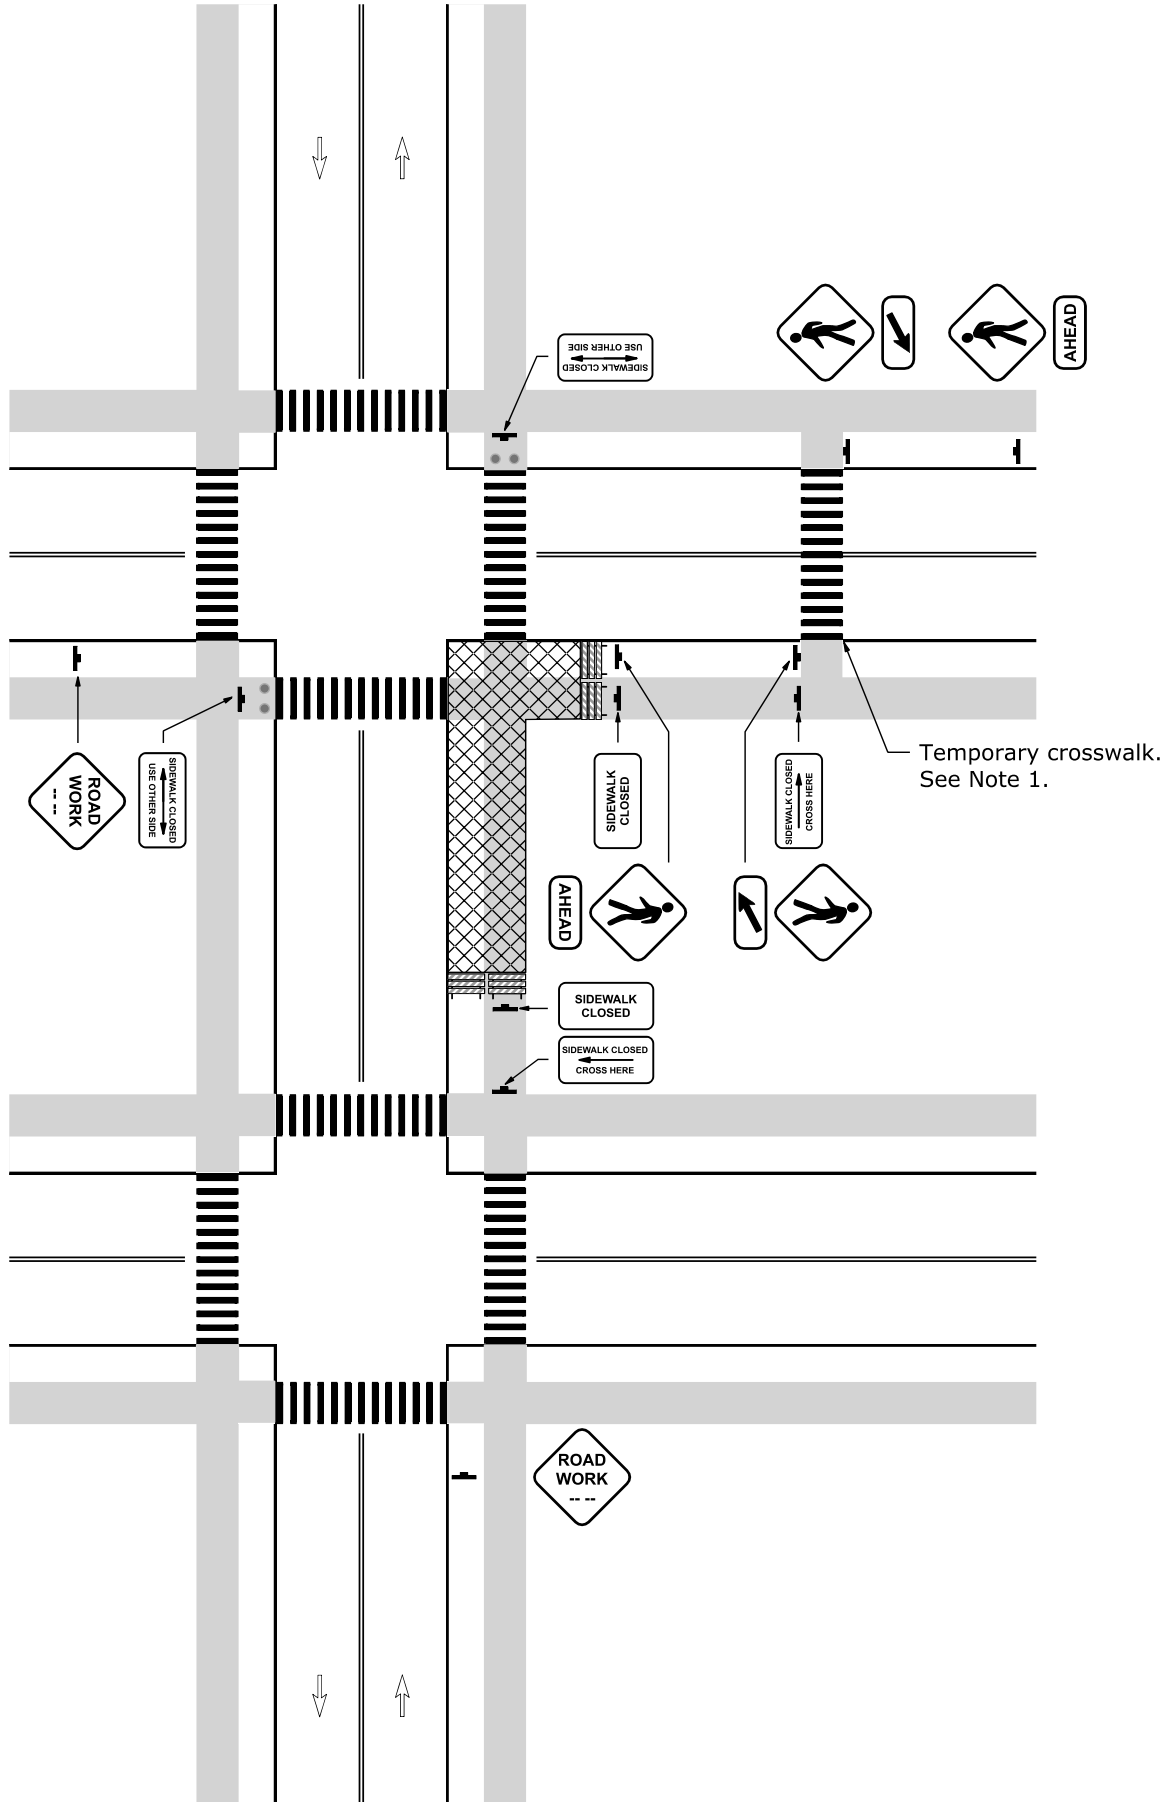 SIDEWALK CLOSED
USE OTHER SIDE
AHEAD
ROAD
WORK
-- --
SIDEWALK CLOSED
USE OTHER SIDE
SIDEWALK
CLOSED
SIDEWALK CLOSED
CROSS HERE
Temporary crosswalk.
See Note 1.
AHEAD
SIDEWALK
CLOSED
SIDEWALK CLOSED
CROSS HERE
ROAD
WORK
-- --